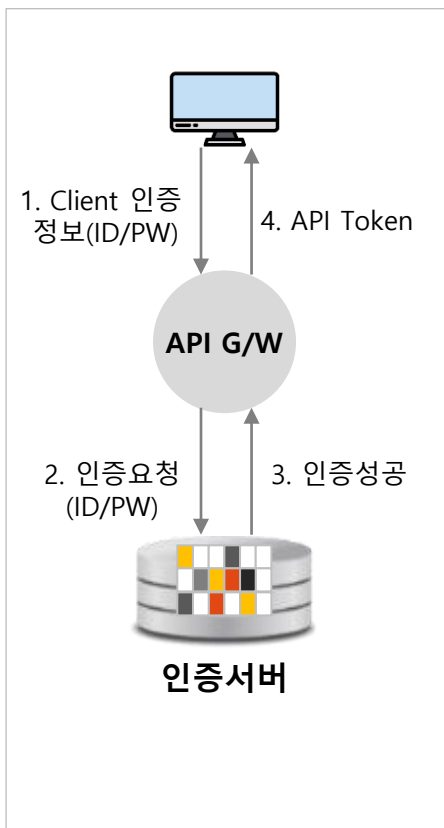 1. Client 인증
정보(ID/PW)
4. API Token
API G/W
2. 인증요청
(ID/PW)
3. 인증성공
인증서버